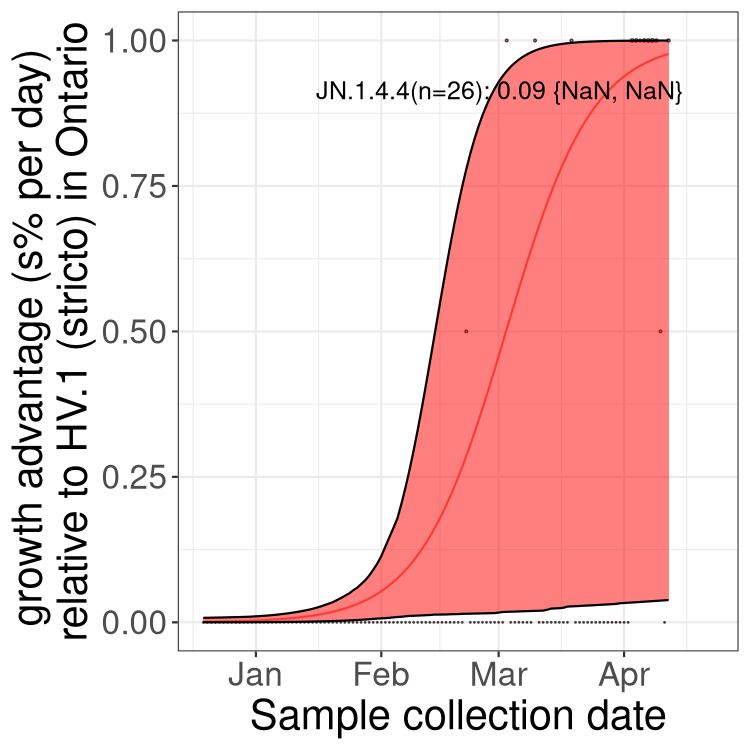 growth advantage (s% per day)
relative to HV.1 (stricto) in Ontario
1.00
0.75
0.50
0.25
0.00
JN.1.4.4(n=26): 0.09 {NaN, NaN}
Jan Feb Mar Apr
Sample collection date